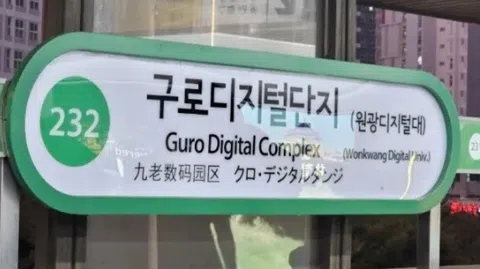 232
구로디지털단지 (원광디지털대)
Guro Digital Complex (Wonkwang Digital Univ.)
九老数码园区 クロ・デジタルダンジ